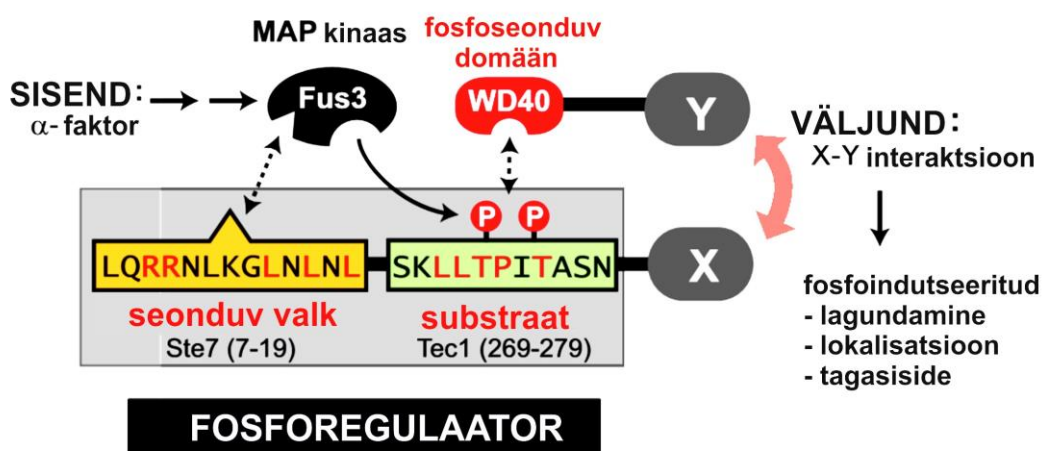 SISEND:
α- faktor
MAP kinaas
Fus3
fosfoseonduv
domään
WD40
Y
VÄLJUND:
X-Y interaktsioon
P P
LQRRNLKGLNLNL
SKLLTPITASN
X
seonduv valk
Ste7 (7-19)
substraat
Tec1 (269-279)
fosfoindutseeritud
- lagundamine
- lokalisatsioon
- tagasiside
FOSFOREGULAATOR